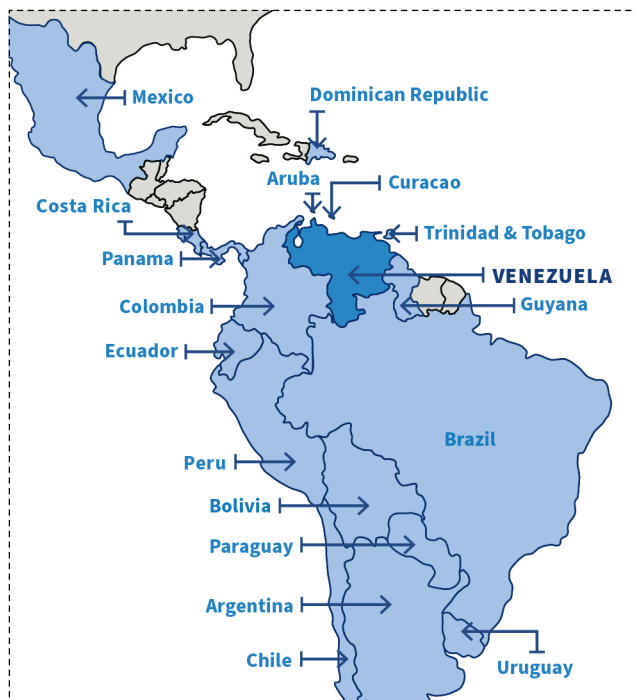 Mexico
Dominican Republic
Aruba
Curacao
Costa Rica
Trinidad & Tobago
Panama
VENEZUELA
Colombia
Guyana
Ecuador
Brazil
Peru
Bolivia
Paraguay
Argentina
Chile
Uruguay